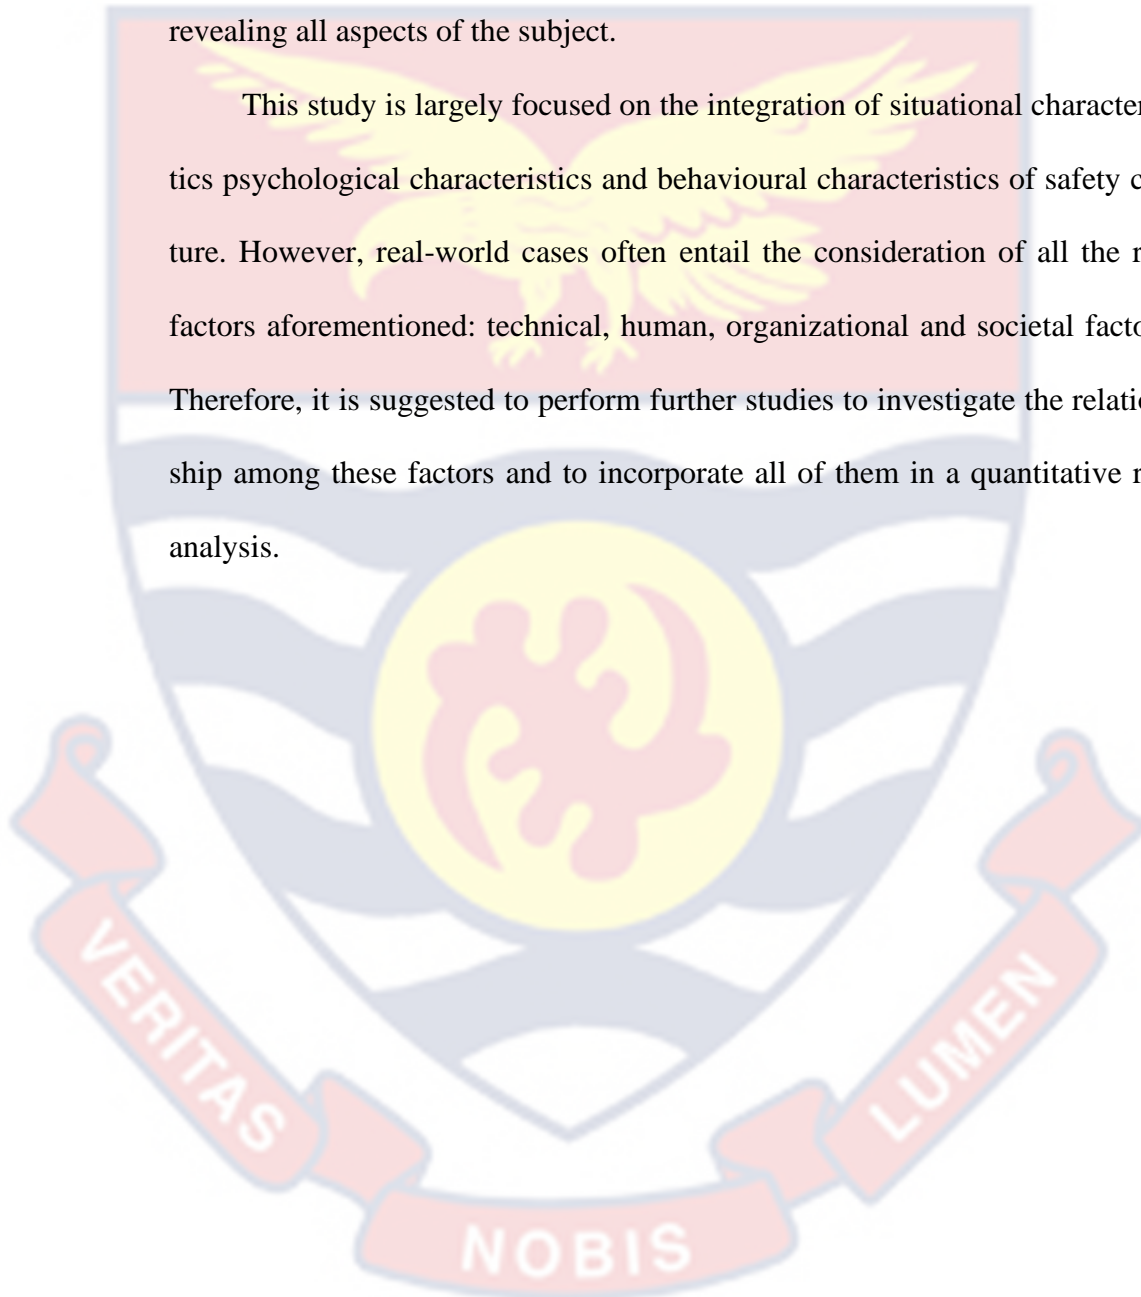 revealing all aspects of the subject.
This study is largely focused on the integration of situational character
tics psychological characteristics and behavioural characteristics of safety c
ture. However, real-world cases often entail the consideration of all the r
factors aforementioned: technical, human, organizational and societal facto
Therefore, it is suggested to perform further studies to investigate the relatio
ship among these factors and to incorporate all of them in a quantitative r
analysis.
VERITAS
NOBIS
LUMEN